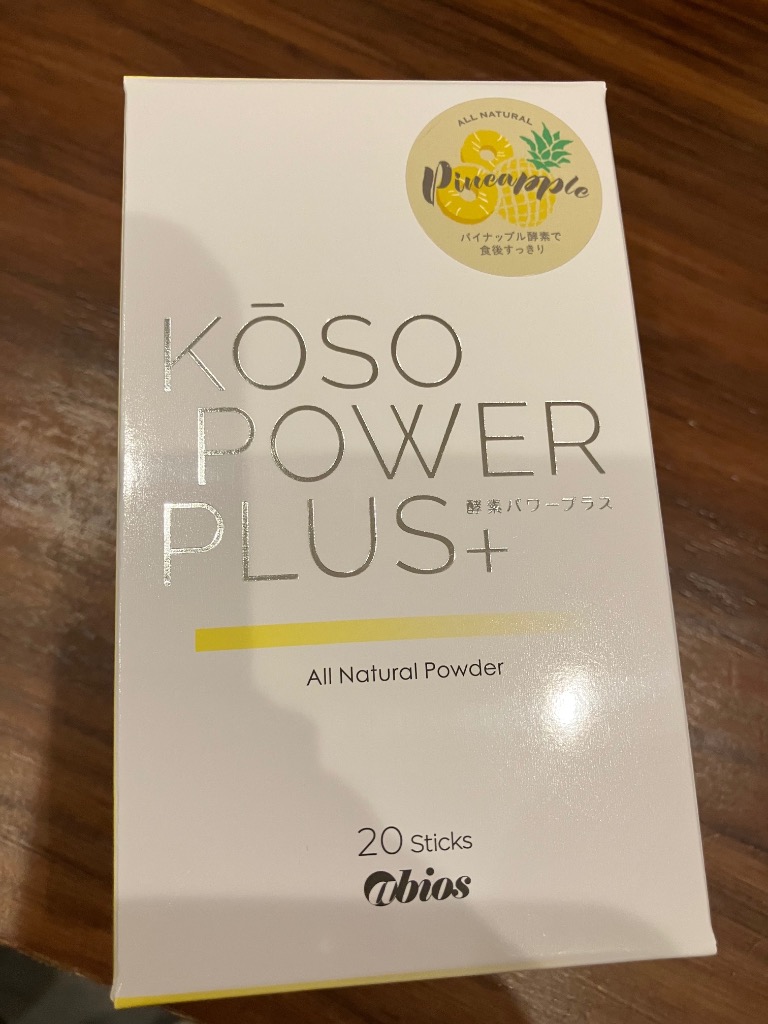 ALL NATURAL
Pineapple
パイナップル酵素で
食後すっきり
KŌSO
POWER
PLUS+
酵素パワープラス
All Natural Powder
20 Sticks